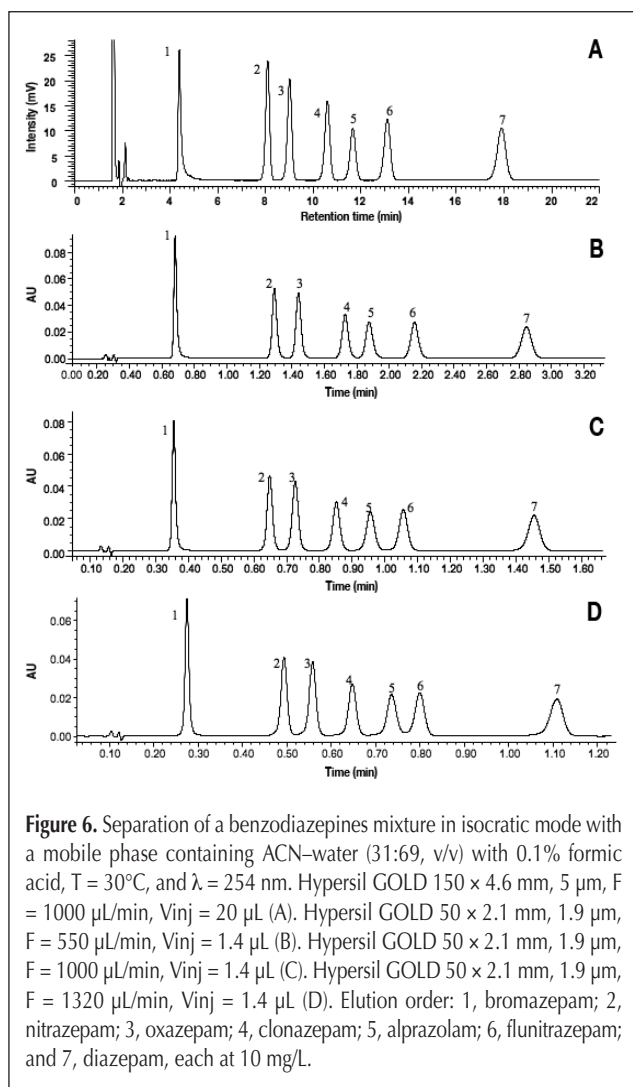 A
1 2 3 4 5 6 7
25
20
15
10
5
0
Intensity (mV)
0 2 4 6 8 10 12 14 16 18 20 22
Retention time (min)
B
1 2 3 4 5 6 7
0.08
0.06
0.04
0.02
0.00
AU
0.00 0.20 0.40 0.60 0.80 1.00 1.20 1.40 1.60 1.80 2.00 2.20 2.40 2.60 2.80 3.00 3.20
Time (min)
C
1 2 3 4 5 6 7
0.08
0.06
0.04
0.02
0.00
AU
0.10 0.20 0.30 0.40 0.50 0.60 0.70 0.80 0.90 1.00 1.10 1.20 1.30 1.40 1.50 1.60
Time (min)
D
1 2 3 4 5 6 7
0.06
0.04
0.02
0.00
AU
0.10 0.20 0.30 0.40 0.50 0.60 0.70 0.80 0.90 1.00 1.10 1.20
Time (min)
Figure 6. Separation of a benzodiazepines mixture in isocratic mode with
a mobile phase containing ACN–water (31:69, v/v) with 0.1% formic
acid, T = 30°C, and λ = 254 nm. Hypersil GOLD 150 × 4.6 mm, 5 μm, F
= 1000 μL/min, Vinj = 20 μL (A). Hypersil GOLD 50 × 2.1 mm, 1.9 μm,
F = 550 μL/min, Vinj = 1.4 μL (B). Hypersil GOLD 50 × 2.1 mm, 1.9 μm,
F = 1000 μL/min, Vinj = 1.4 μL (C). Hypersil GOLD 50 × 2.1 mm, 1.9 μm,
F = 1320 μL/min, Vinj = 1.4 μL (D). Elution order: 1, bromazepam; 2,
nitrazepam; 3, oxazepam; 4, clonazepam; 5, alprazolam; 6, flunitrazepam;
and 7, diazepam, each at 10 mg/L.